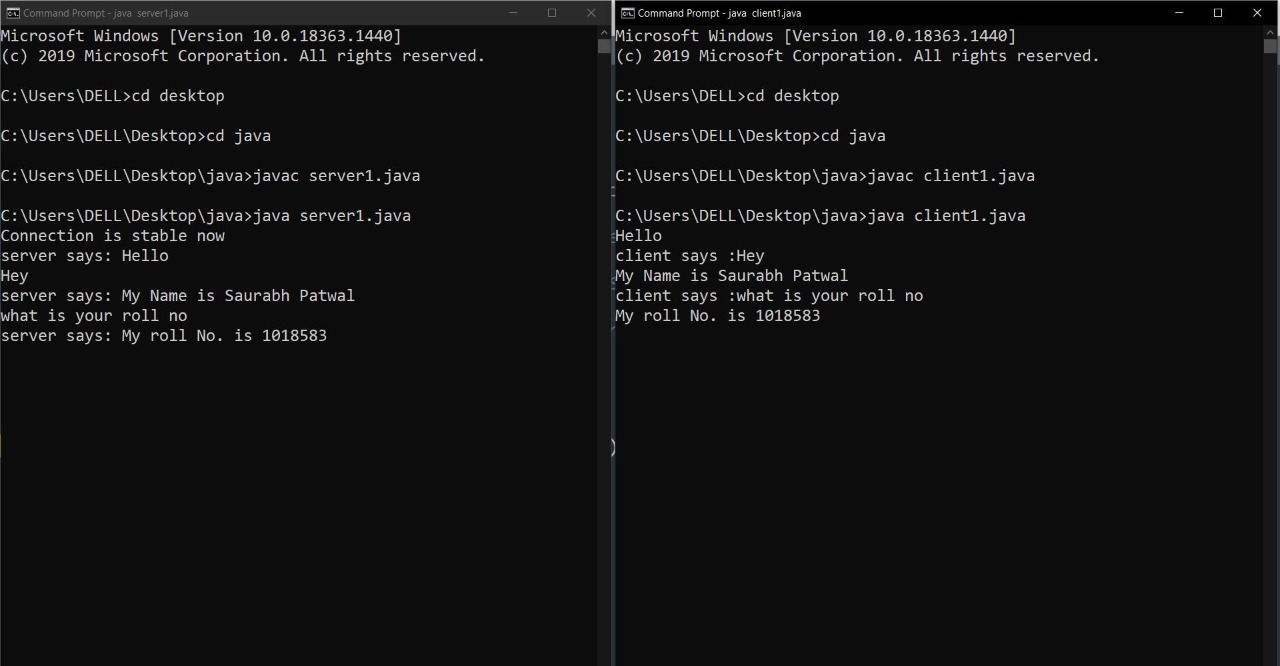 Command Prompt - java  server1.java
Microsoft Windows [Version 10.0.18363.1440]
(c) 2019 Microsoft Corporation. All rights reserved.
C:\Users\DELL>cd desktop
C:\Users\DELL\Desktop>cd java
C:\Users\DELL\Desktop\java>javac server1.java
C:\Users\DELL\Desktop\java>java server1.java
Connection is stable now
server says: Hello
Hey
server says: My Name is Saurabh Patwal
what is your roll no
server says: My roll No. is 1018583
Command Prompt - java  client1.java
Microsoft Windows [Version 10.0.18363.1440]
(c) 2019 Microsoft Corporation. All rights reserved.
C:\Users\DELL>cd desktop
C:\Users\DELL\Desktop>cd java
C:\Users\DELL\Desktop\java>javac client1.java
C:\Users\DELL\Desktop\java>java client1.java
Hello
client says :Hey
My Name is Saurabh Patwal
client says :what is your roll no
My roll No. is 1018583